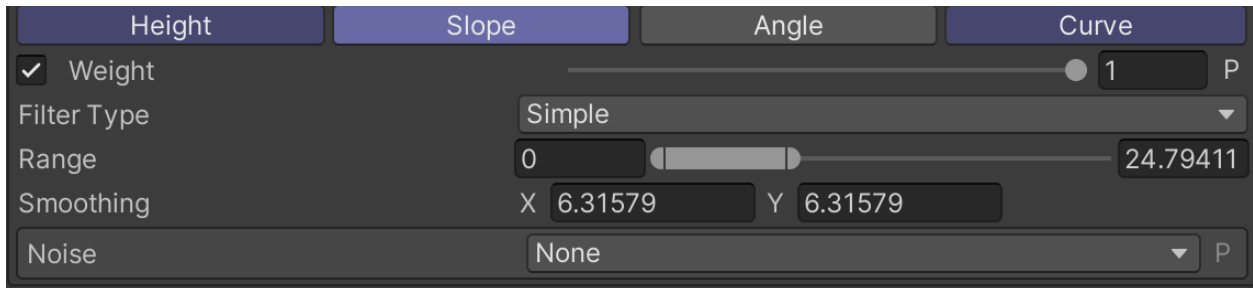 Height Slope Angle Curve
Weight 1 P
Filter Type Simple
Range 0 24.79411
Smoothing X 6.31579 Y 6.31579
Noise None P